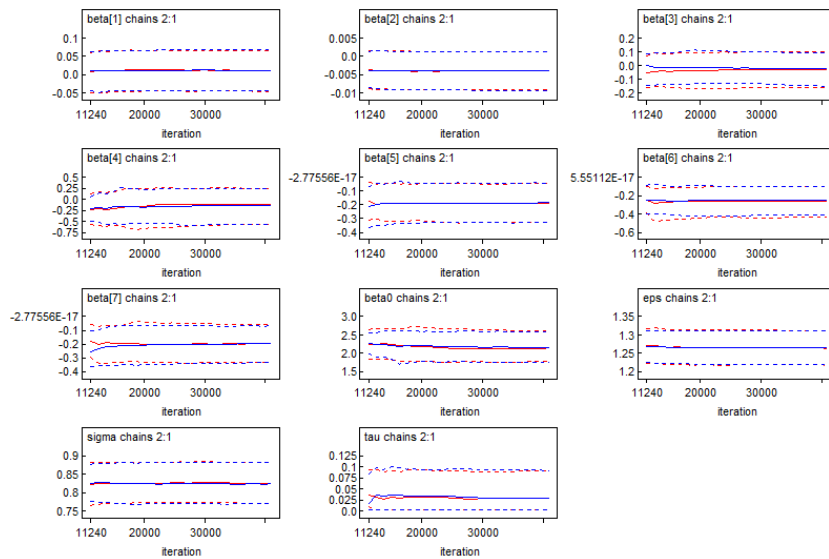 beta[1] chains 2:1
0.1
0.05
0.0
-0.05
11240 20000 30000
iteration
beta[2] chains 2:1
0.005
0.0
-0.005
-0.01
11240 20000 30000
iteration
beta[3] chains 2:1
0.2
0.1
0.0
-0.1
-0.2
11240 20000 30000
iteration
beta[4] chains 2:1
0.5
0.25
0.0
-0.25
-0.5
-0.75
11240 20000 30000
iteration
beta[5] chains 2:1
-2.77556E-17
-0.1
-0.2
-0.3
-0.4
11240 20000 30000
iteration
beta[6] chains 2:1
5.55112E-17
-0.2
-0.4
-0.6
11240 20000 30000
iteration
beta[7] chains 2:1
-2.77556E-17
-0.1
-0.2
-0.3
-0.4
11240 20000 30000
iteration
beta0 chains 2:1
3.0
2.5
2.0
1.5
1.0
11240 20000 30000
iteration
eps chains 2:1
1.35
1.3
1.25
1.2
11240 20000 30000
iteration
sigma chains 2:1
0.9
0.85
0.8
0.75
11240 20000 30000
iteration
tau chains 2:1
0.125
0.1
0.075
0.05
0.025
0.0
11240 20000 30000
iteration